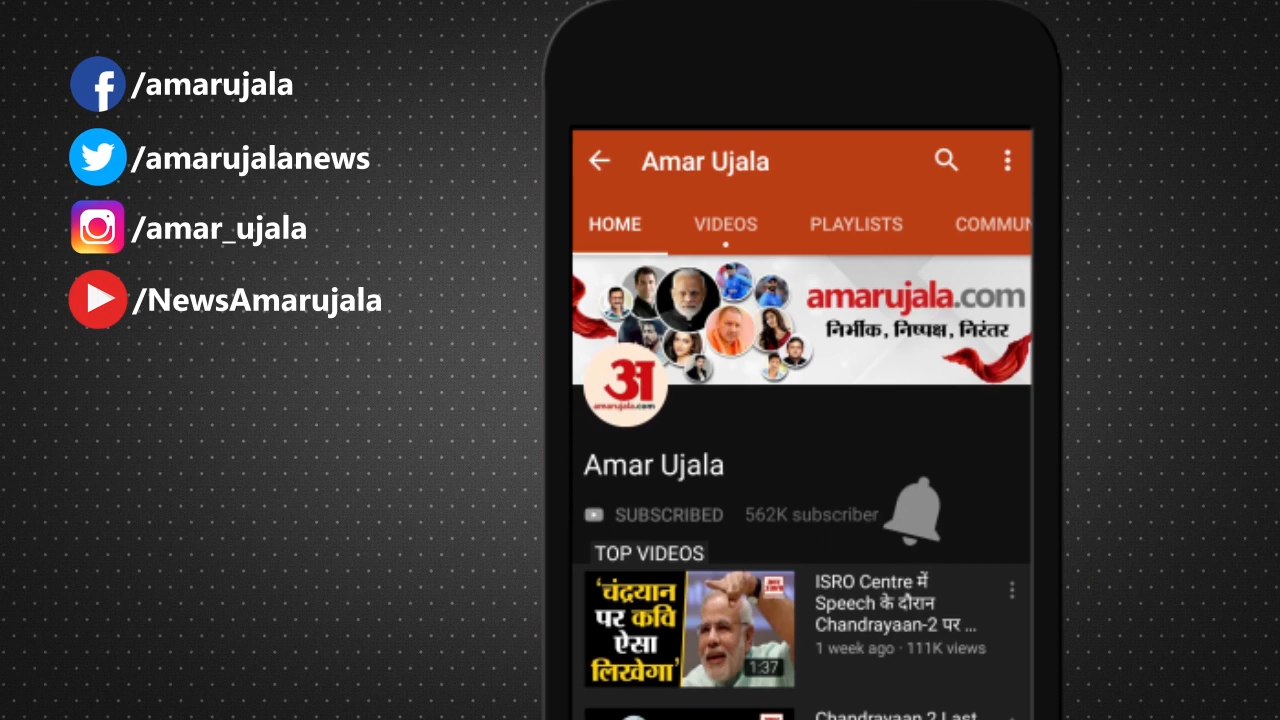 /amarujala
/amarujalanews
/amar_ujala
/NewsAmarujala
Amar Ujala
HOME VIDEOS PLAYLISTS COMMUN
amarujala.com
निर्भीक, निष्पक्ष, निरंतर
अ
amarujala.com
Amar Ujala
SUBSCRIBED 562K subscriber
TOP VIDEOS
‘चंद्रयान
पर कवि
ऐसा
लिखेगा’
1:37
ISRO Centre में
Speech के दौरान
Chandrayaan-2 पर ...
1 week ago · 111K views
Chandrayaan 2 Last